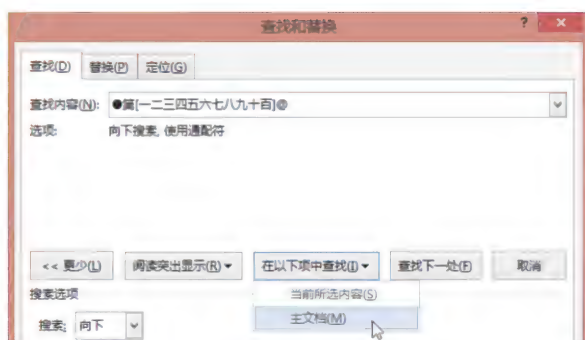 查找和替换 ? ×
查找(D) 替换(P) 定位(G)
查找内容(N): ●第[一二三四五六七八九十百]@
选项: 向下搜索, 使用通配符
<< 更少(L) 阅读突出显示(R) 在以下项中查找(I) 查找下一处(F) 取消
搜索选项 当前所选内容(S)
搜索: 向下 主文档(M)